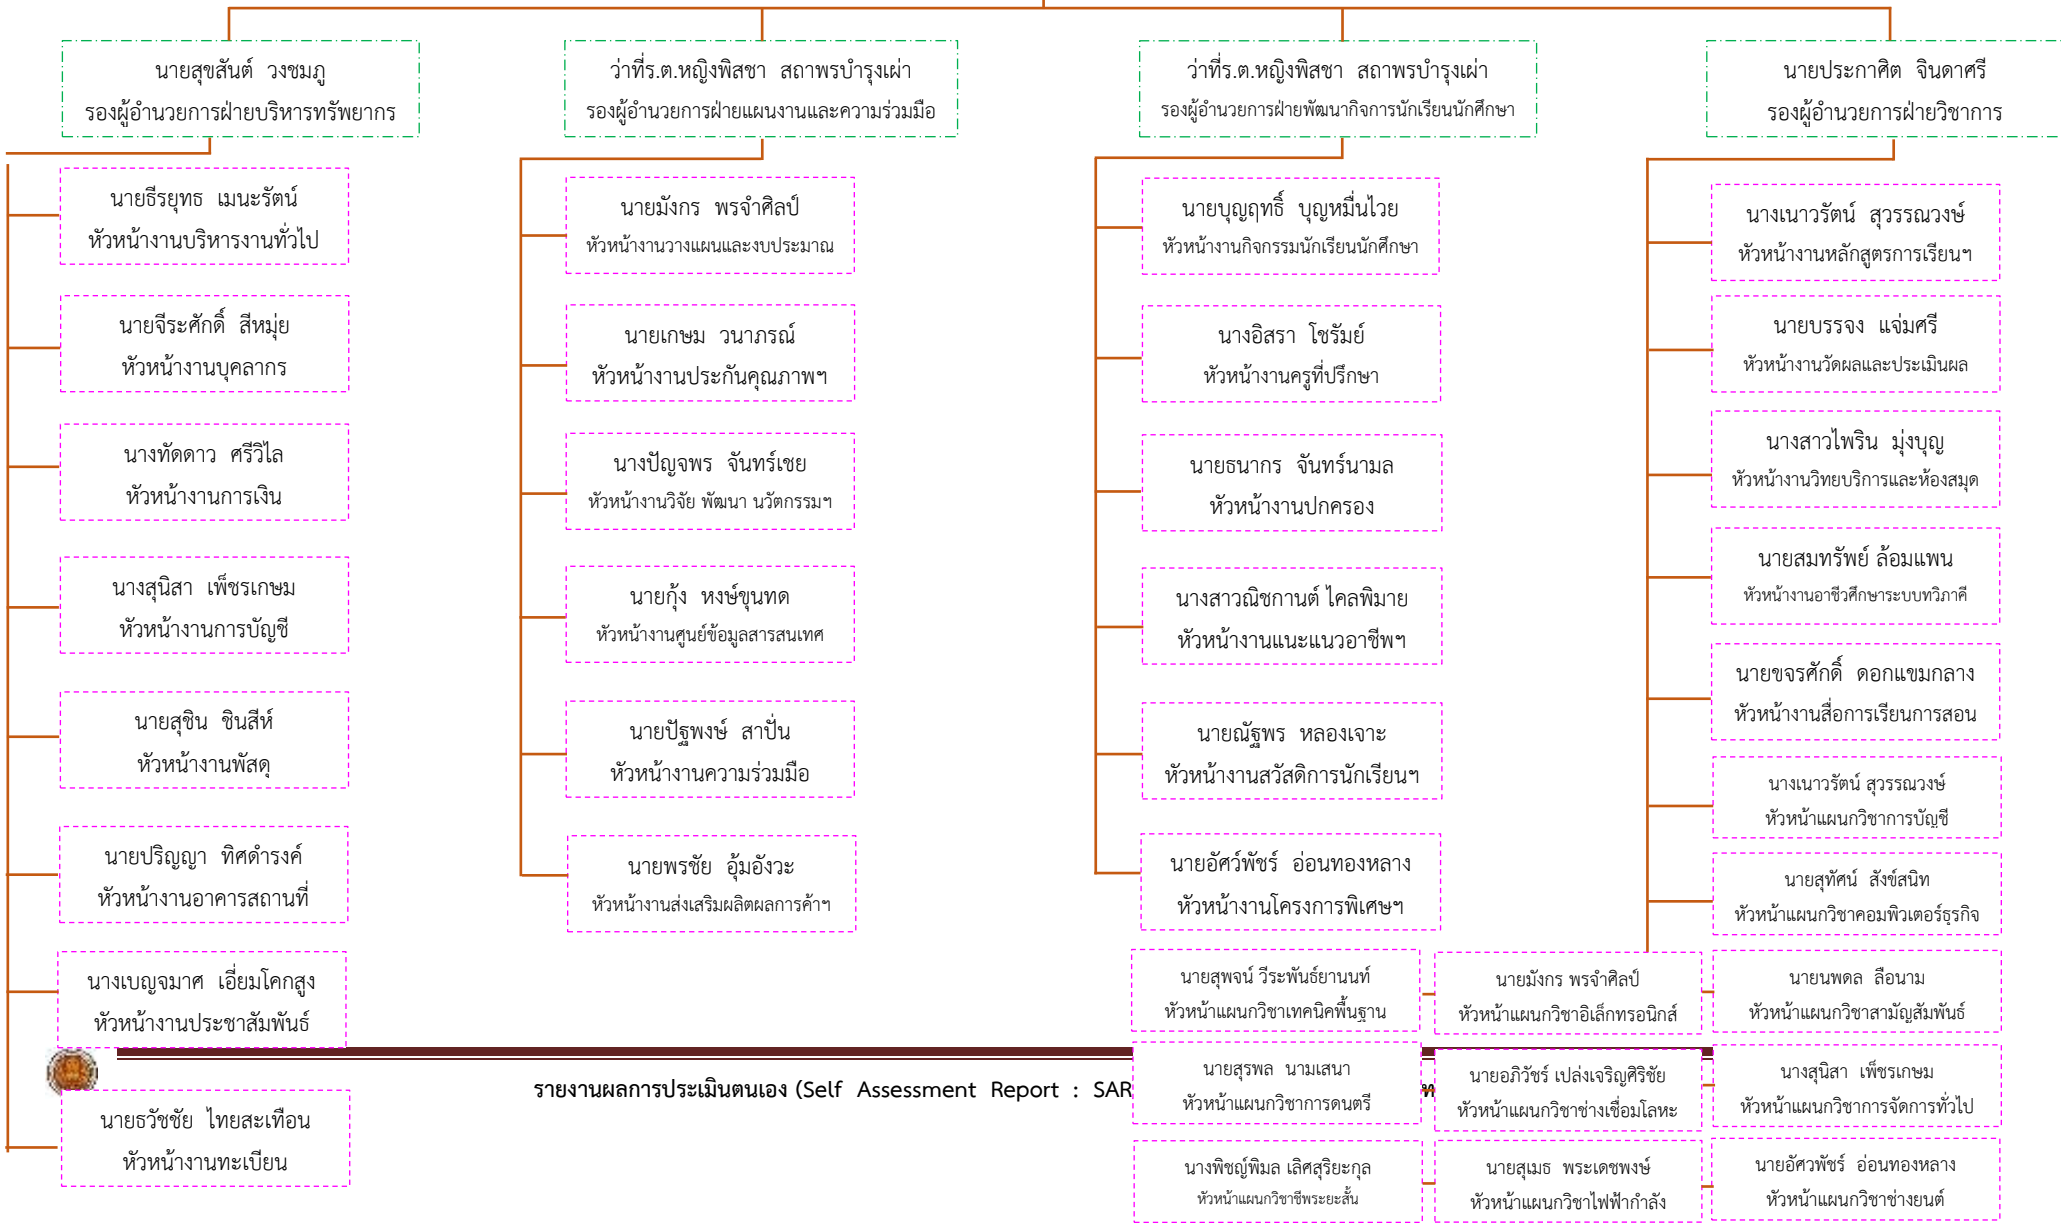 นายสุขสันต์ วงชมภู
รองผู้อำนวยการฝ่ายบริหารทรัพยากร
นายธีรยุทธ เมนะรัตน์
หัวหน้างานบริหารงานทั่วไป
นายจีระศักดิ์ สีหมุ่ย
หัวหน้างานบุคลากร
นางทัดดาว ศรีวิไล
หัวหน้างานการเงิน
นางสุนิสา เพ็ชรเกษม
หัวหน้างานการบัญชี
นายสุชิน ชินสีห์
หัวหน้างานพัสดุ
นายปริญญา ทิศดำรงค์
หัวหน้างานอาคารสถานที่
นางเบญจมาศ เอี่ยมโคกสูง
หัวหน้างานประชาสัมพันธ์
นายธวัชชัย ไทยสะเทือน
หัวหน้างานทะเบียน
ว่าที่ร.ต.หญิงพิสชา สถาพรบำรุงเผ่า
รองผู้อำนวยการฝ่ายแผนงานและความร่วมมือ
นายมังกร พรจำศิลป์
หัวหน้างานวางแผนและงบประมาณ
นายเกษม วนาภรณ์
หัวหน้างานประกันคุณภาพฯ
นางปัญจพร จันทร์เชย
หัวหน้างานวิจัย พัฒนา นวัตกรรมฯ
นายกุ้ง หงษ์ขุนทด
หัวหน้างานศูนย์ข้อมูลสารสนเทศ
นายปัฐพงษ์ สาปั่น
หัวหน้างานความร่วมมือ
นายพรชัย อุ้มอังวะ
หัวหน้างานส่งเสริมผลิตผลการค้าฯ
ว่าที่ร.ต.หญิงพิสชา สถาพรบำรุงเผ่า
รองผู้อำนวยการฝ่ายพัฒนากิจการนักเรียนนักศึกษา
นายบุญฤทธิ์ บุญหมื่นไวย
หัวหน้างานกิจกรรมนักเรียนนักศึกษา
นางอิสรา โชรัมย์
หัวหน้างานครูที่ปรึกษา
นายธนากร จันทร์นามล
หัวหน้างานปกครอง
นางสาวณิชกานต์ ไคลพิมาย
หัวหน้างานแนะแนวอาชีพฯ
นายณัฐพร หลองเจาะ
หัวหน้างานสวัสดิการนักเรียนฯ
นายอัศว์พัชร์ อ่อนทองหลาง
หัวหน้างานโครงการพิเศษฯ
นายประกาศิต จินดาศรี
รองผู้อำนวยการฝ่ายวิชาการ
นางเนาวรัตน์ สุวรรณวงษ์
หัวหน้างานหลักสูตรการเรียนฯ
นายบรรจง แจ่มศรี
หัวหน้างานวัดผลและประเมินผล
นางสาวไพริน มุ่งบุญ
หัวหน้างานวิทยบริการและห้องสมุด
นายสมทรัพย์ ล้อมแพน
หัวหน้างานอาชีวศึกษาระบบทวิภาคี
นายขจรศักดิ์ ดอกแขมกลาง
หัวหน้างานสื่อการเรียนการสอน
นางเนาวรัตน์ สุวรรณวงษ์
หัวหน้าแผนกวิชาการบัญชี
นายสุทัศน์ สังข์สนิท
หัวหน้าแผนกวิชาคอมพิวเตอร์ธุรกิจ
นายสุพจน์ วีระพันธ์ยานนท์
หัวหน้าแผนกวิชาเทคนิคพื้นฐาน
นายมังกร พรจำศิลป์
หัวหน้าแผนกวิชาอิเล็กทรอนิกส์
นายนพดล ลือนาม
หัวหน้าแผนกวิชาสามัญสัมพันธ์
นายสุรพล นามเสนา
หัวหน้าแผนกวิชาการดนตรี
นายอภิวัชร์ เปล่งเจริญศิริชัย
หัวหน้าแผนกวิชาช่างเชื่อมโลหะ
นางสุนิสา เพ็ชรเกษม
หัวหน้าแผนกวิชาการจัดการทั่วไป
นางพิชญ์พิมล เลิศสุริยะกุล
หัวหน้าแผนกวิชาชีพระยะสั้น
นายสุเมธ พระเดชพงษ์
หัวหน้าแผนกวิชาไฟฟ้ากำลัง
นายอัศวพัชร์ อ่อนทองหลาง
หัวหน้าแผนกวิชาช่างยนต์
รายงานผลการประเมินตนเอง (Self Assessment Report : SAR